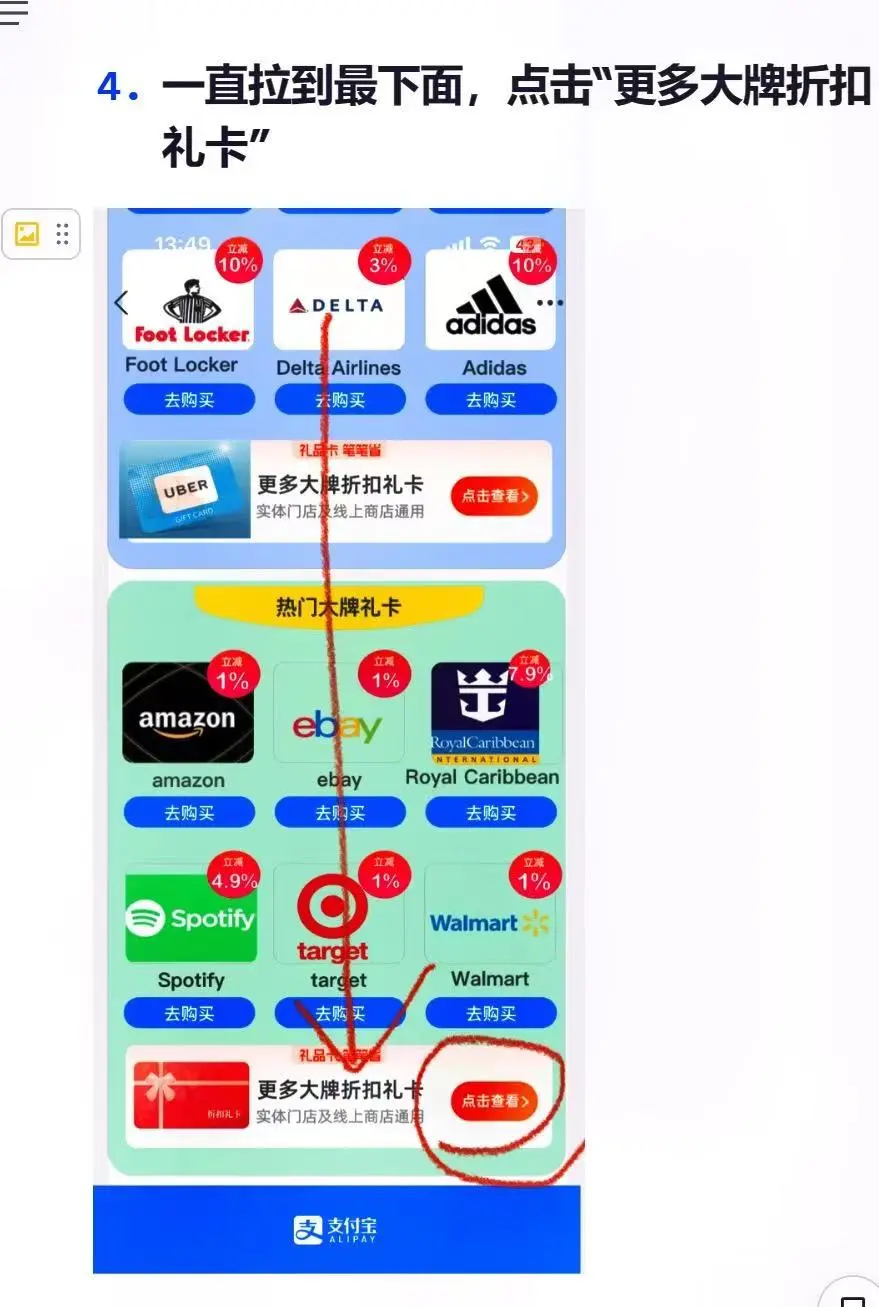 4. 一直拉到最下面，点击“更多大牌折扣
礼卡”
13:49
立减 10%
立减 3%
立减 10%
Foot Locker
DELTA
adidas
Foot Locker
Delta Airlines
Adidas
去购买
去购买
去购买
礼品卡 笔笔省
UBER
GIFT CARD
更多大牌折扣礼卡
实体门店及线上商店通用
点击查看>
热门大牌礼卡
立减 1%
立减 1%
立减 7.9%
amazon
ebay
RoyalCaribbean
INTERNATIONAL
amazon
ebay
Royal Caribbean
去购买
去购买
去购买
立减 4.9%
立减 1%
立减 1%
Spotify
target
Walmart
Spotify
target
Walmart
去购买
去购买
去购买
礼品卡 笔笔省
折扣礼卡
更多大牌折扣礼卡
实体门店及线上商店通用
点击查看>
支 支付宝
ALIPAY